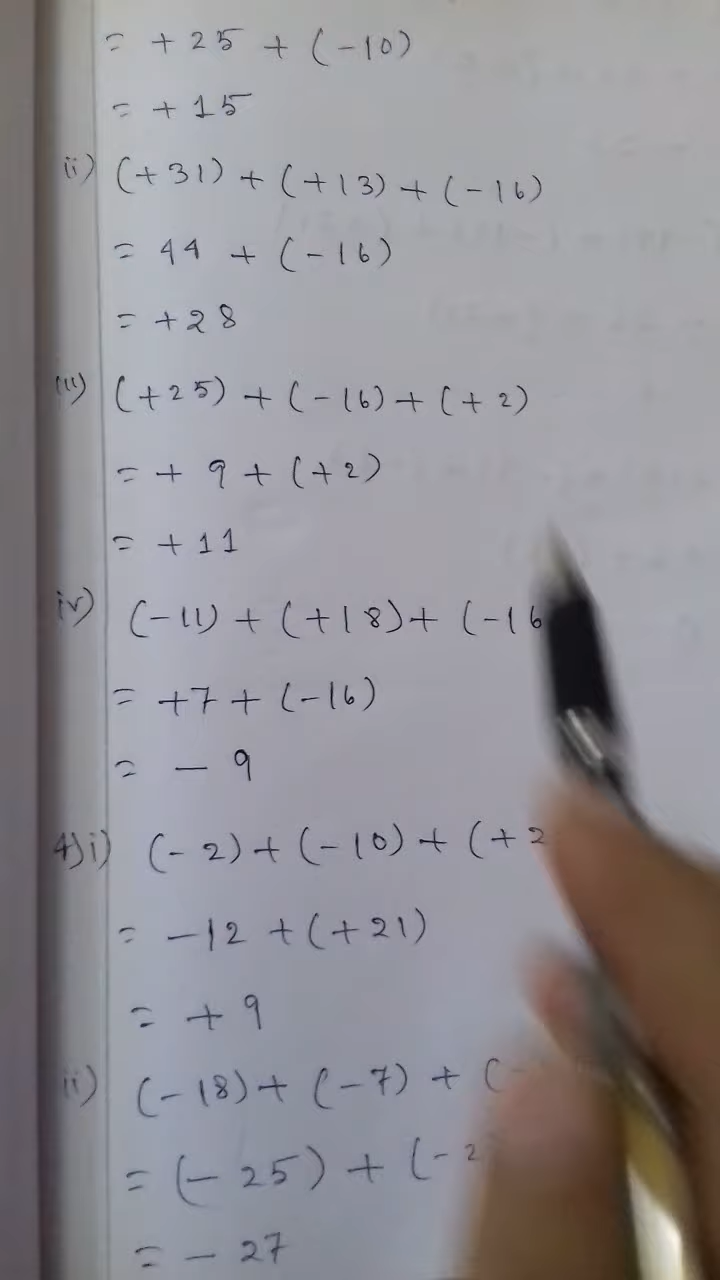 = +25 + (-10)
= +15
ii) (+31) + (+13) + (-16)
= 44 + (-16)
= +28
(iii) (+25) + (-16) + (+2)
= + 9 + (+2)
= +11
iv) (-11) + (+18) + (-16
= +7 + (-16)
= - 9
4) i) (-2) + (-10) + (+2
= -12 + (+21)
= + 9
ii) (-18) + (-7) + (-
= (-25) + (-2
= - 27